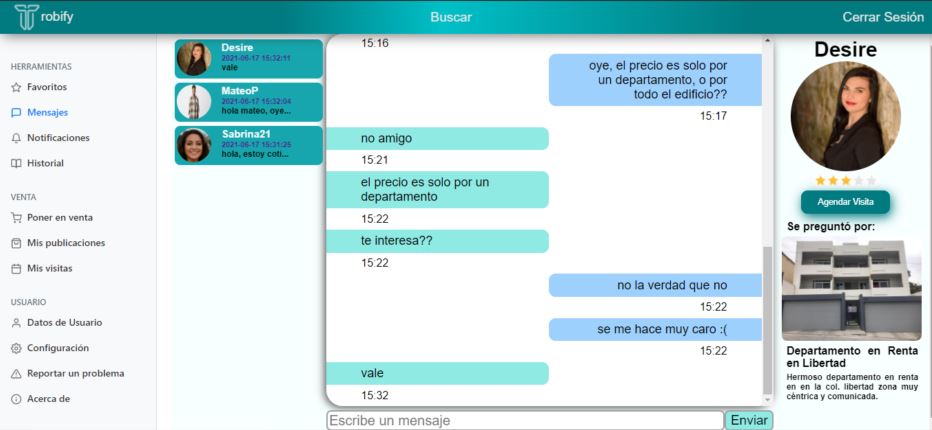 robify
Buscar
Cerrar Sesión
HERRAMIENTAS
Favoritos
Mensajes
Notificaciones
Historial
VENTA
Poner en venta
Mis publicaciones
Mis visitas
USUARIO
Datos de Usuario
Configuración
Reportar un problema
Acerca de
Desire
2021-06-17 15:32:11
vale
MateoP
2021-06-17 15:32:04
hola mateo, oye...
Sabrina21
2021-06-17 15:31:25
hola, estoy coti...
15:16
oye, el precio es solo por
un departamento, o por
todo el edificio??
15:17
no amigo
15:21
el precio es solo por un
departamento
15:22
te interesa??
15:22
no la verdad que no
15:22
se me hace muy caro :(
15:22
vale
15:32
Escribe un mensaje
Enviar
Desire
Agendar Visita
Se preguntó por:
Departamento en Renta
en Libertad
Hermoso departamento en renta
en en la col. libertad zona muy
cèntrica y comunicada.